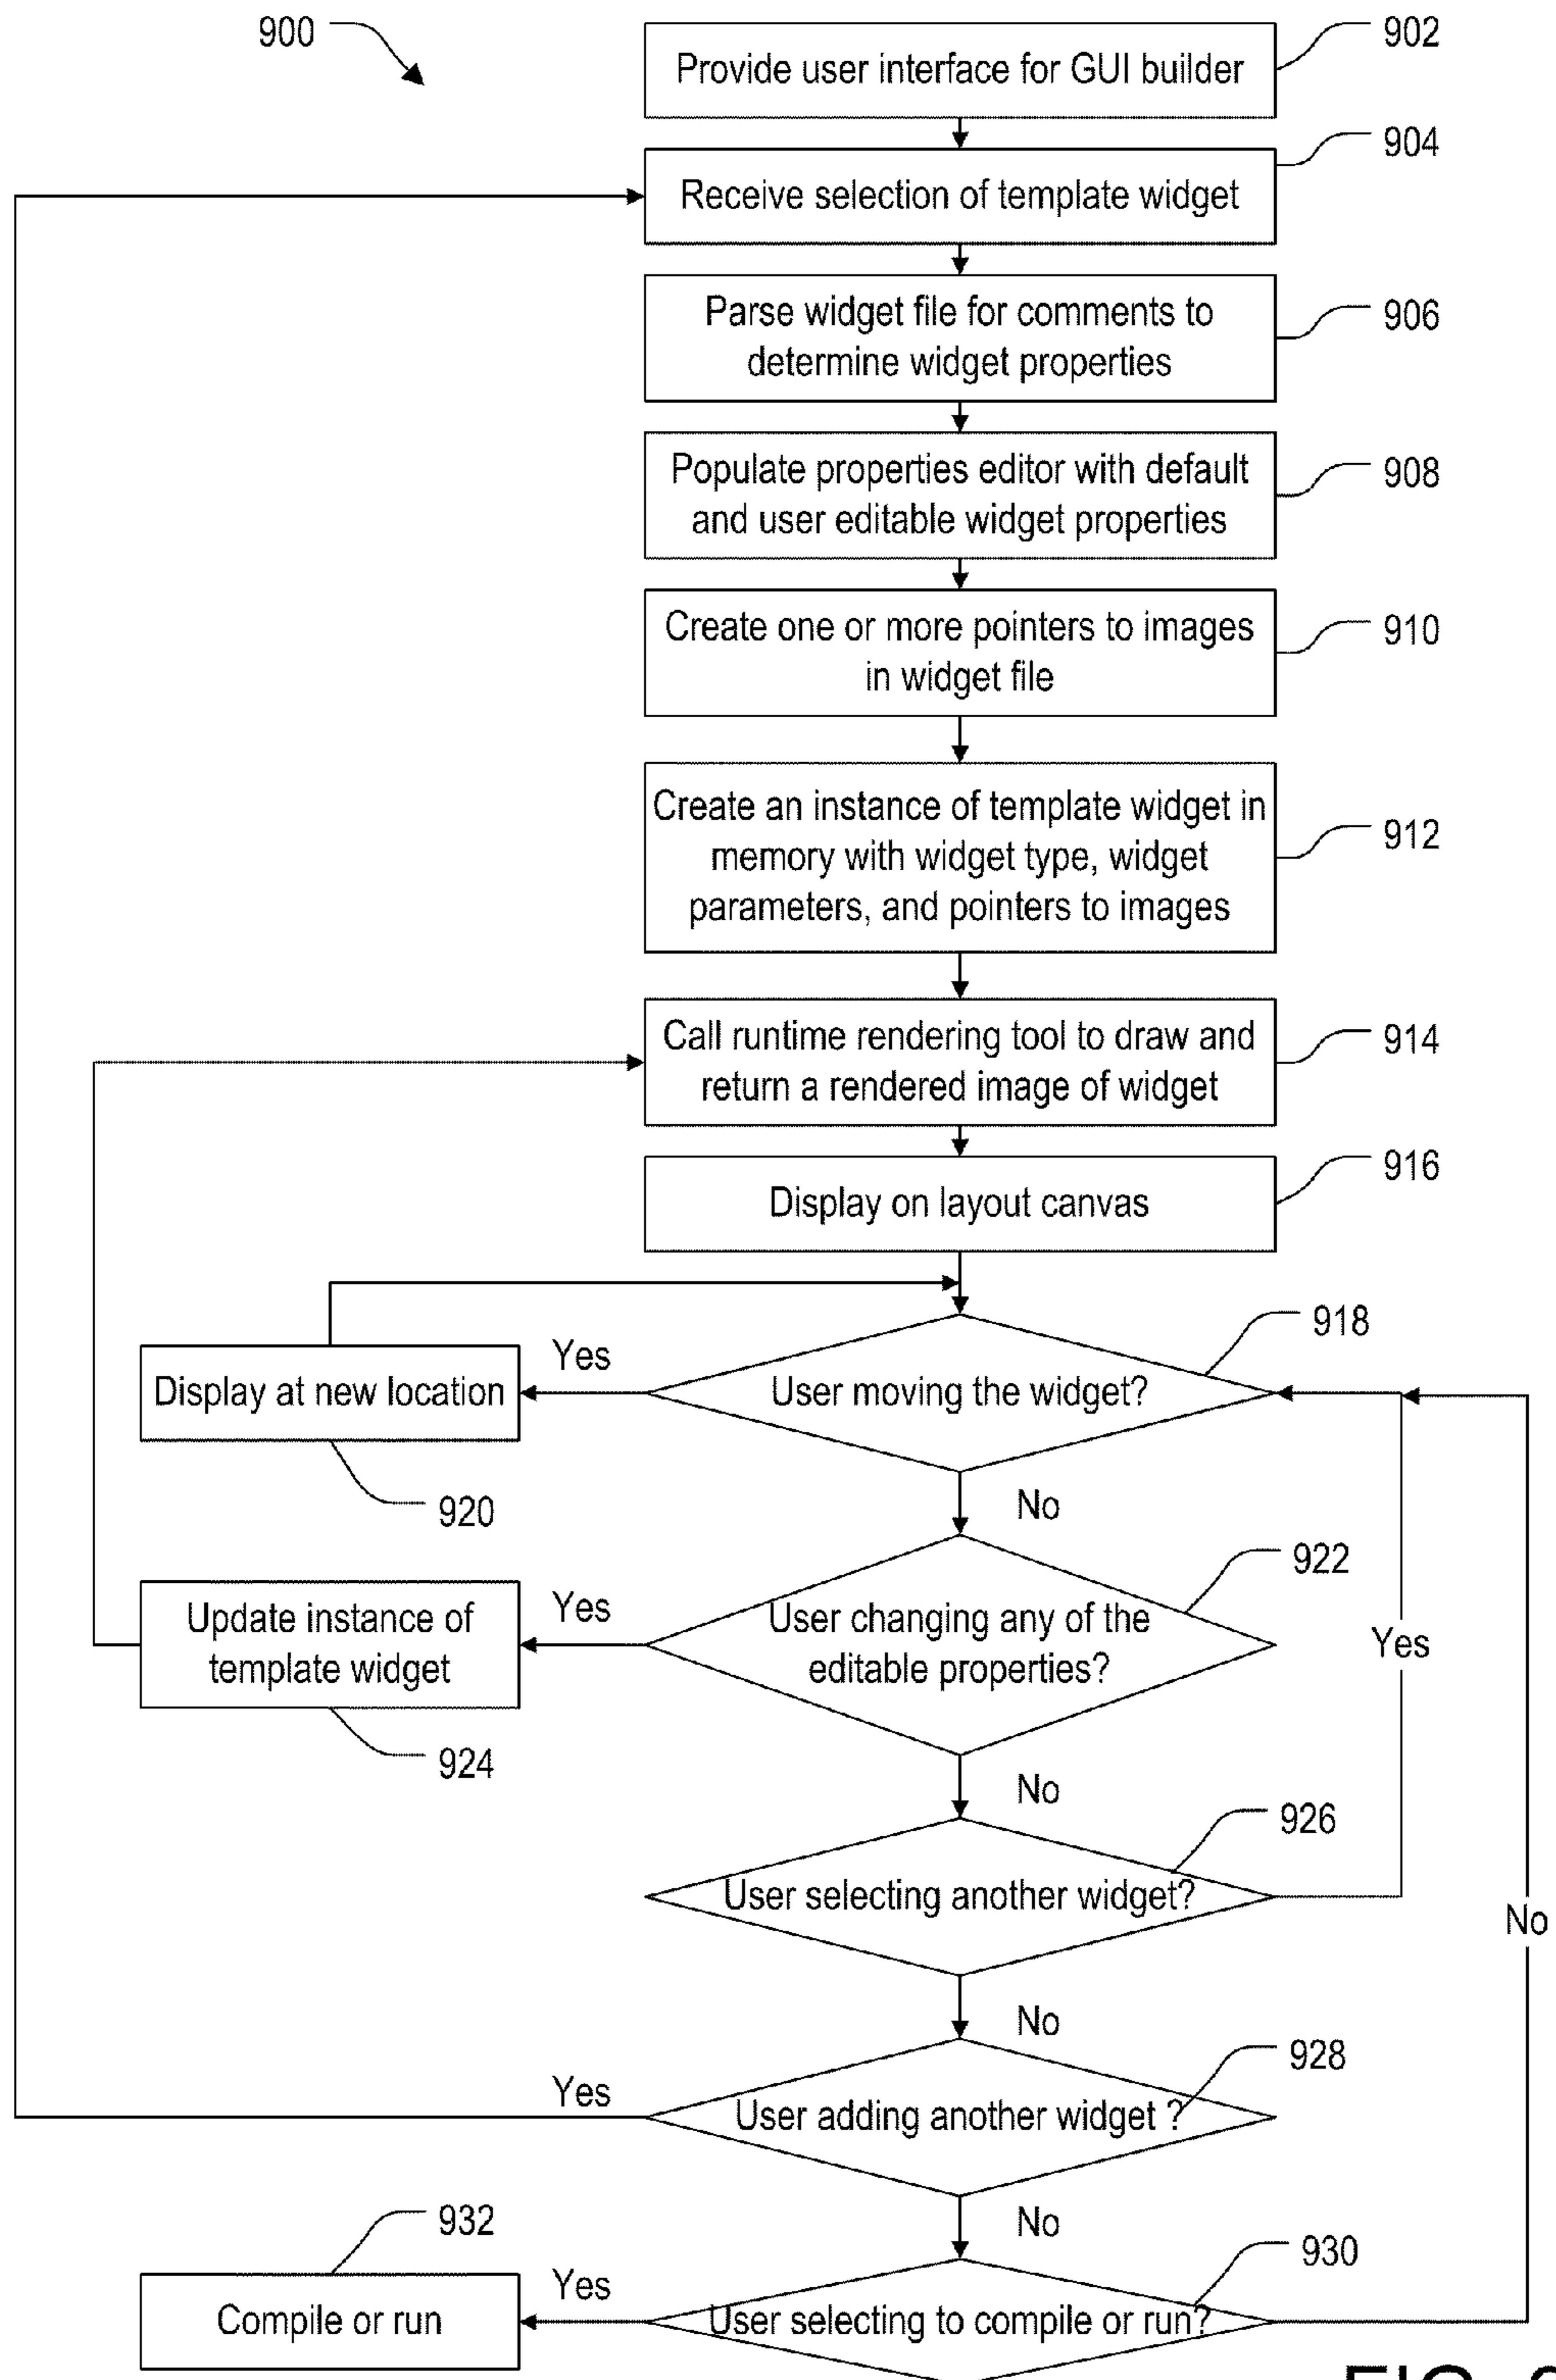 900
902
Provide user interface for GUI builder
904
Receive selection of template widget
Parse widget file for comments to
determine widget properties
906
Populate properties editor with default
and user editable widget properties
908
Create one or more pointers to images
in widget file
910
Create an instance of template widget in
memory with widget type, widget
parameters, and pointers to images
912
Call runtime rendering tool to draw and
return a rendered image of widget
914
916
Display on layout canvas
918
Yes
Display at new location
User moving the widget?
920
No
922
Yes
Update instance of
template widget
User changing any of the
editable properties?
Yes
924
No
926
User selecting another widget?
No
No
928
Yes
User adding another widget ?
932
No
930
Yes
Compile or run
User selecting to compile or run?